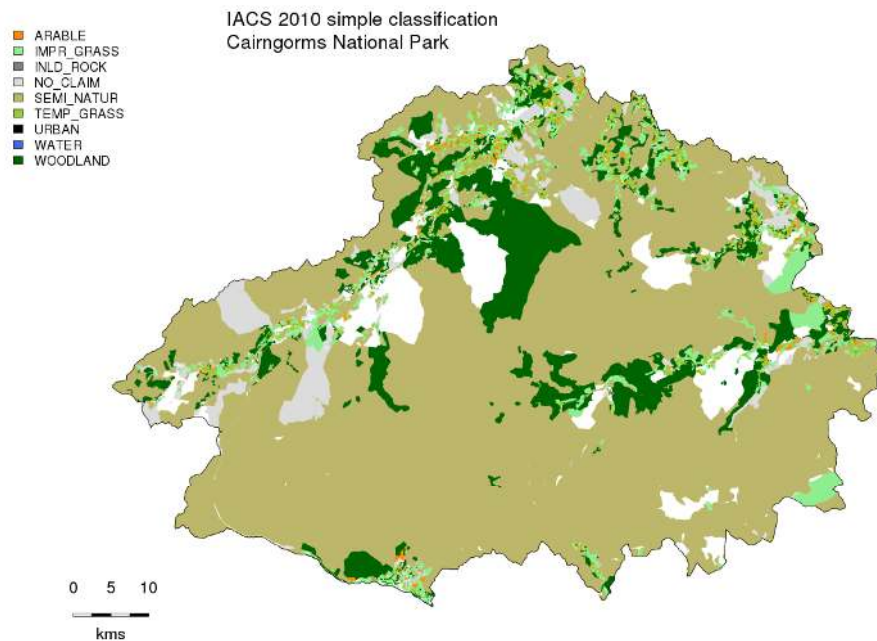 IACS 2010 simple classification
Cairngorms National Park
ARABLE
IMPR_GRASS
INLD_ROCK
NO_CLAIM
SEMI_NATUR
TEMP_GRASS
URBAN
WATER
WOODLAND
0 5 10
kms